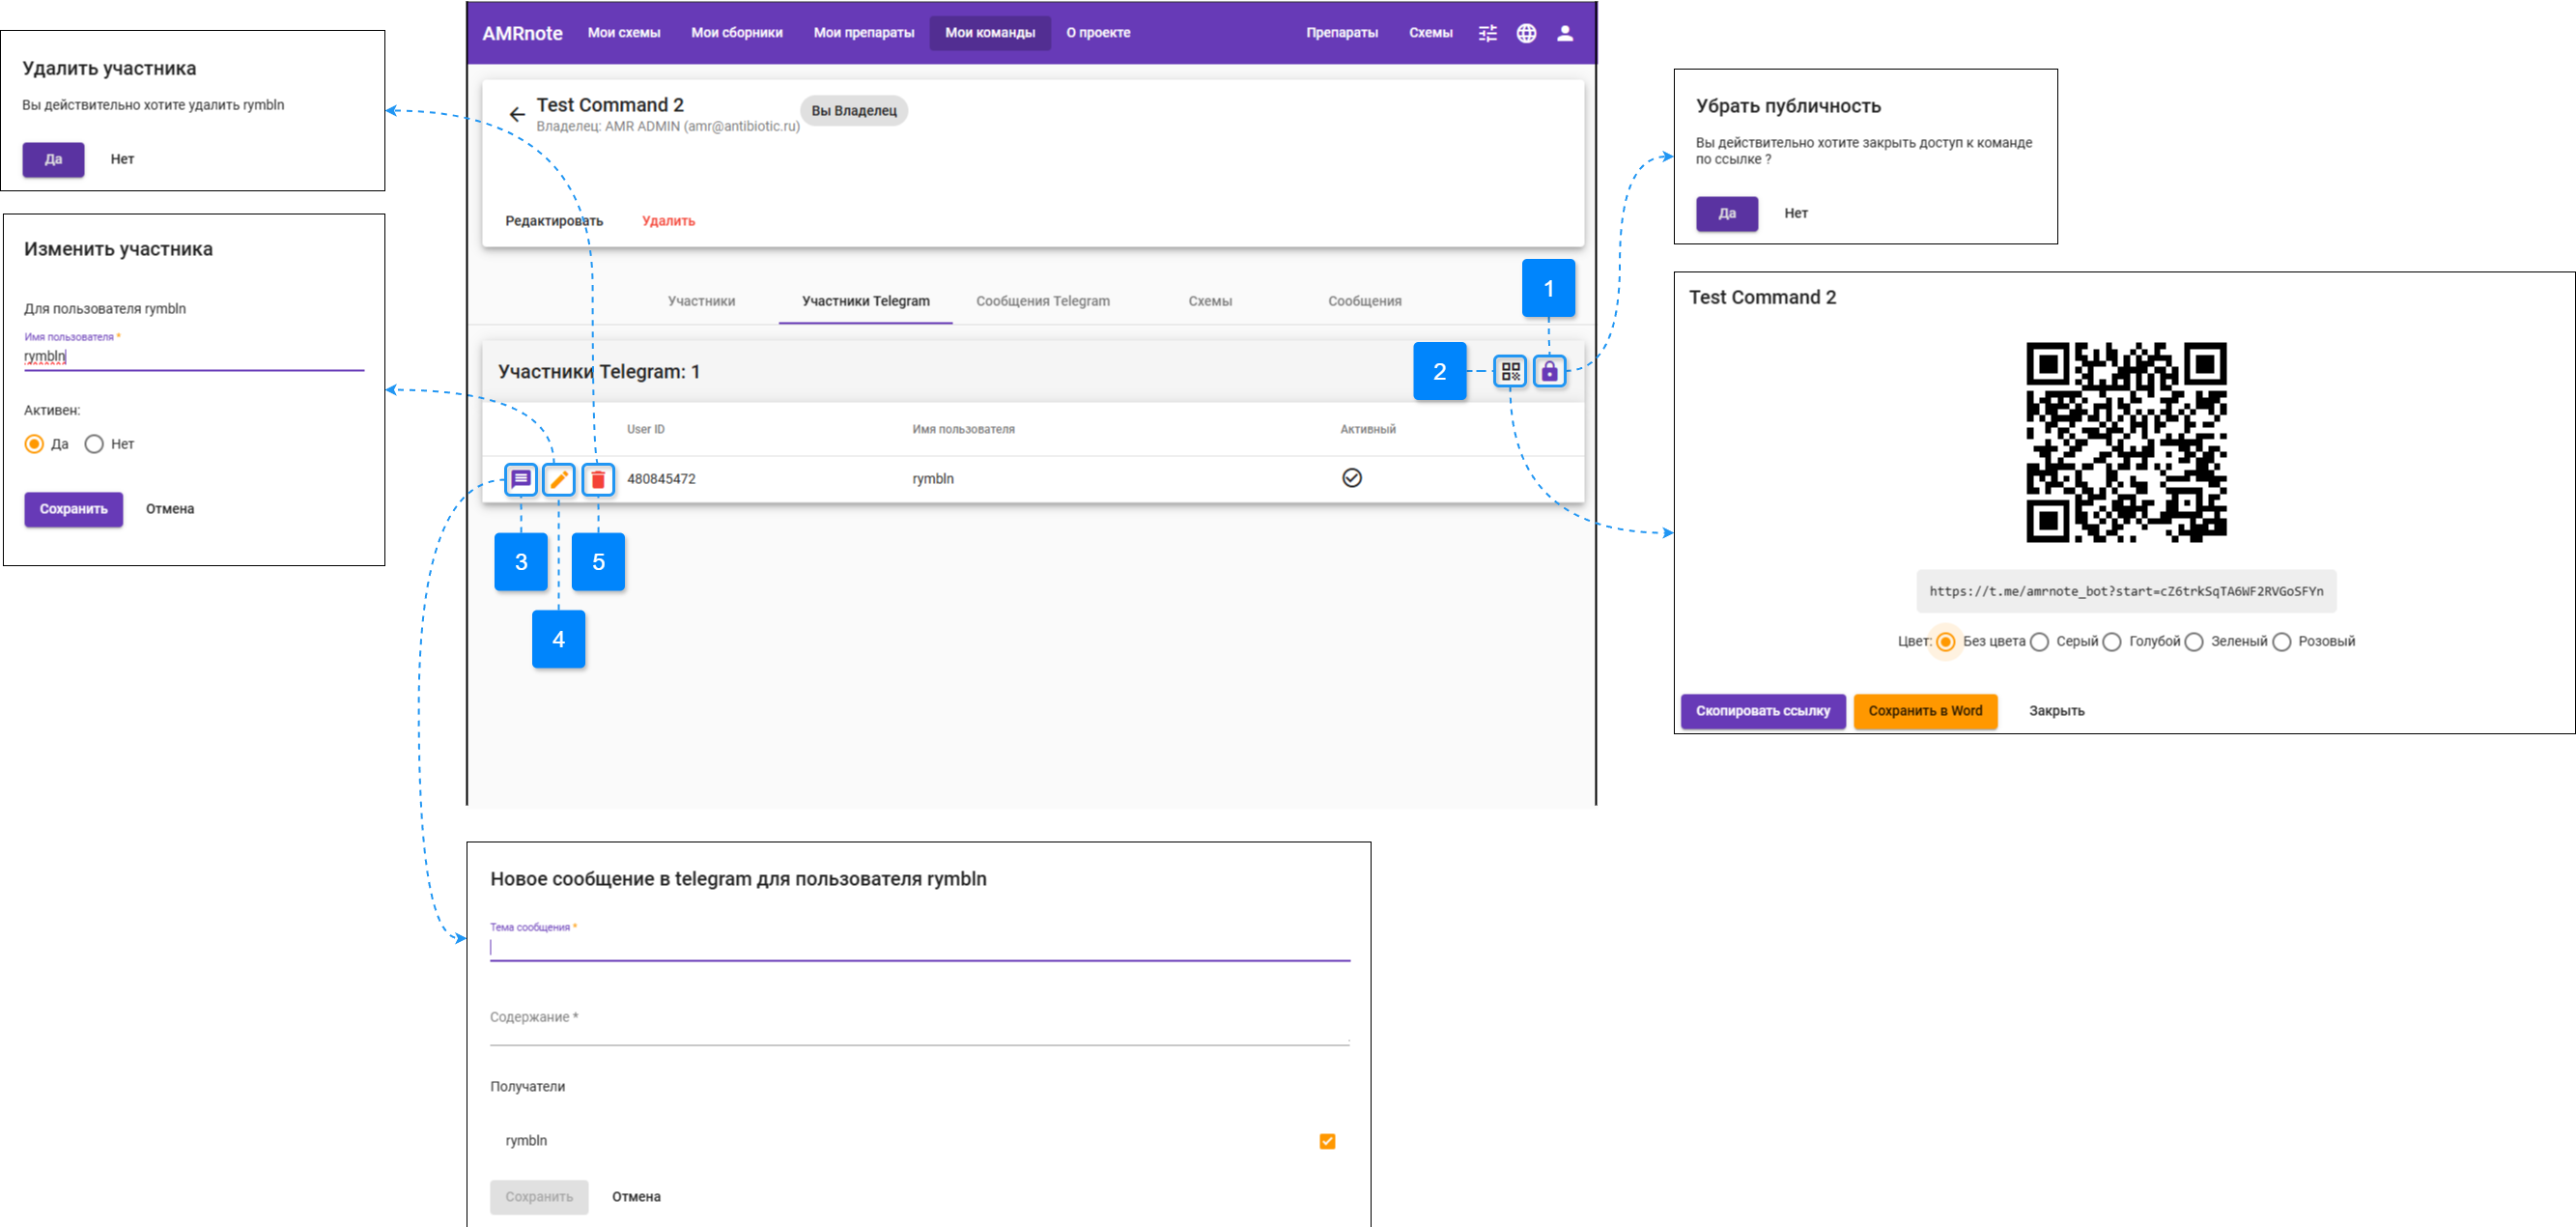 AMRnote Мои схемы Мои сборники Мои препараты Мои команды О проекте Препараты Схемы
Test Command 2 Вы Владелец
Владелец: AMR ADMIN (amr@antibiotic.ru)
Редактировать Удалить
Участники Участники Telegram Сообщения Telegram Схемы Сообщения
1
Участники Telegram: 1
2
User ID Имя пользователя Активный
480845472 rymbln
3
5
4
Удалить участника
Вы действительно хотите удалить rymbln
Да Нет
Изменить участника
Для пользователя rymbln
Имя пользователя *
rymbln
Активен:
Да Нет
Сохранить Отмена
Убрать публичность
Вы действительно хотите закрыть доступ к команде
по ссылке ?
Да Нет
Test Command 2
https://t.me/amrnote_bot?start=cZ6trkSqTA6WF2RVGoSFYn
Цвет: Без цвета Серый Голубой Зеленый Розовый
Скопировать ссылку Сохранить в Word Закрыть
Новое сообщение в telegram для пользователя rymbln
Тема сообщения *
Содержание *
Получатели
rymbln
Сохранить Отмена